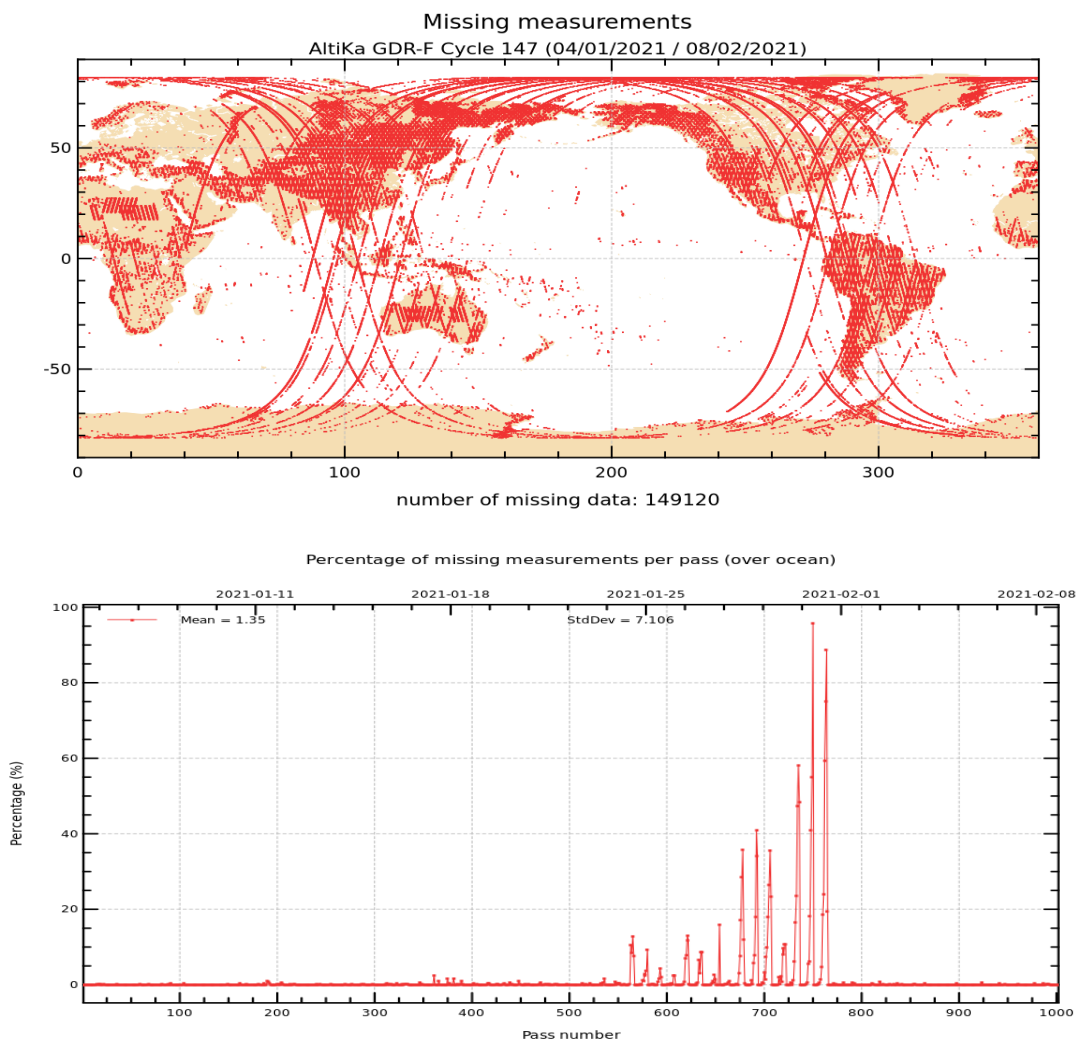 Missing measurements
AltiKa GDR-F Cycle 147 (04/01/2021 / 08/02/2021)
50
0
-50
0 100 200 300
number of missing data: 149120
Percentage of missing measurements per pass (over ocean)
2021-01-11 2021-01-18 2021-01-25 2021-02-01 2021-02-08
100
Mean = 1.35 StdDev = 7.106
80
60
40
20
0
Percentage (%)
100 200 300 400 500 600 700 800 900 1000
Pass number